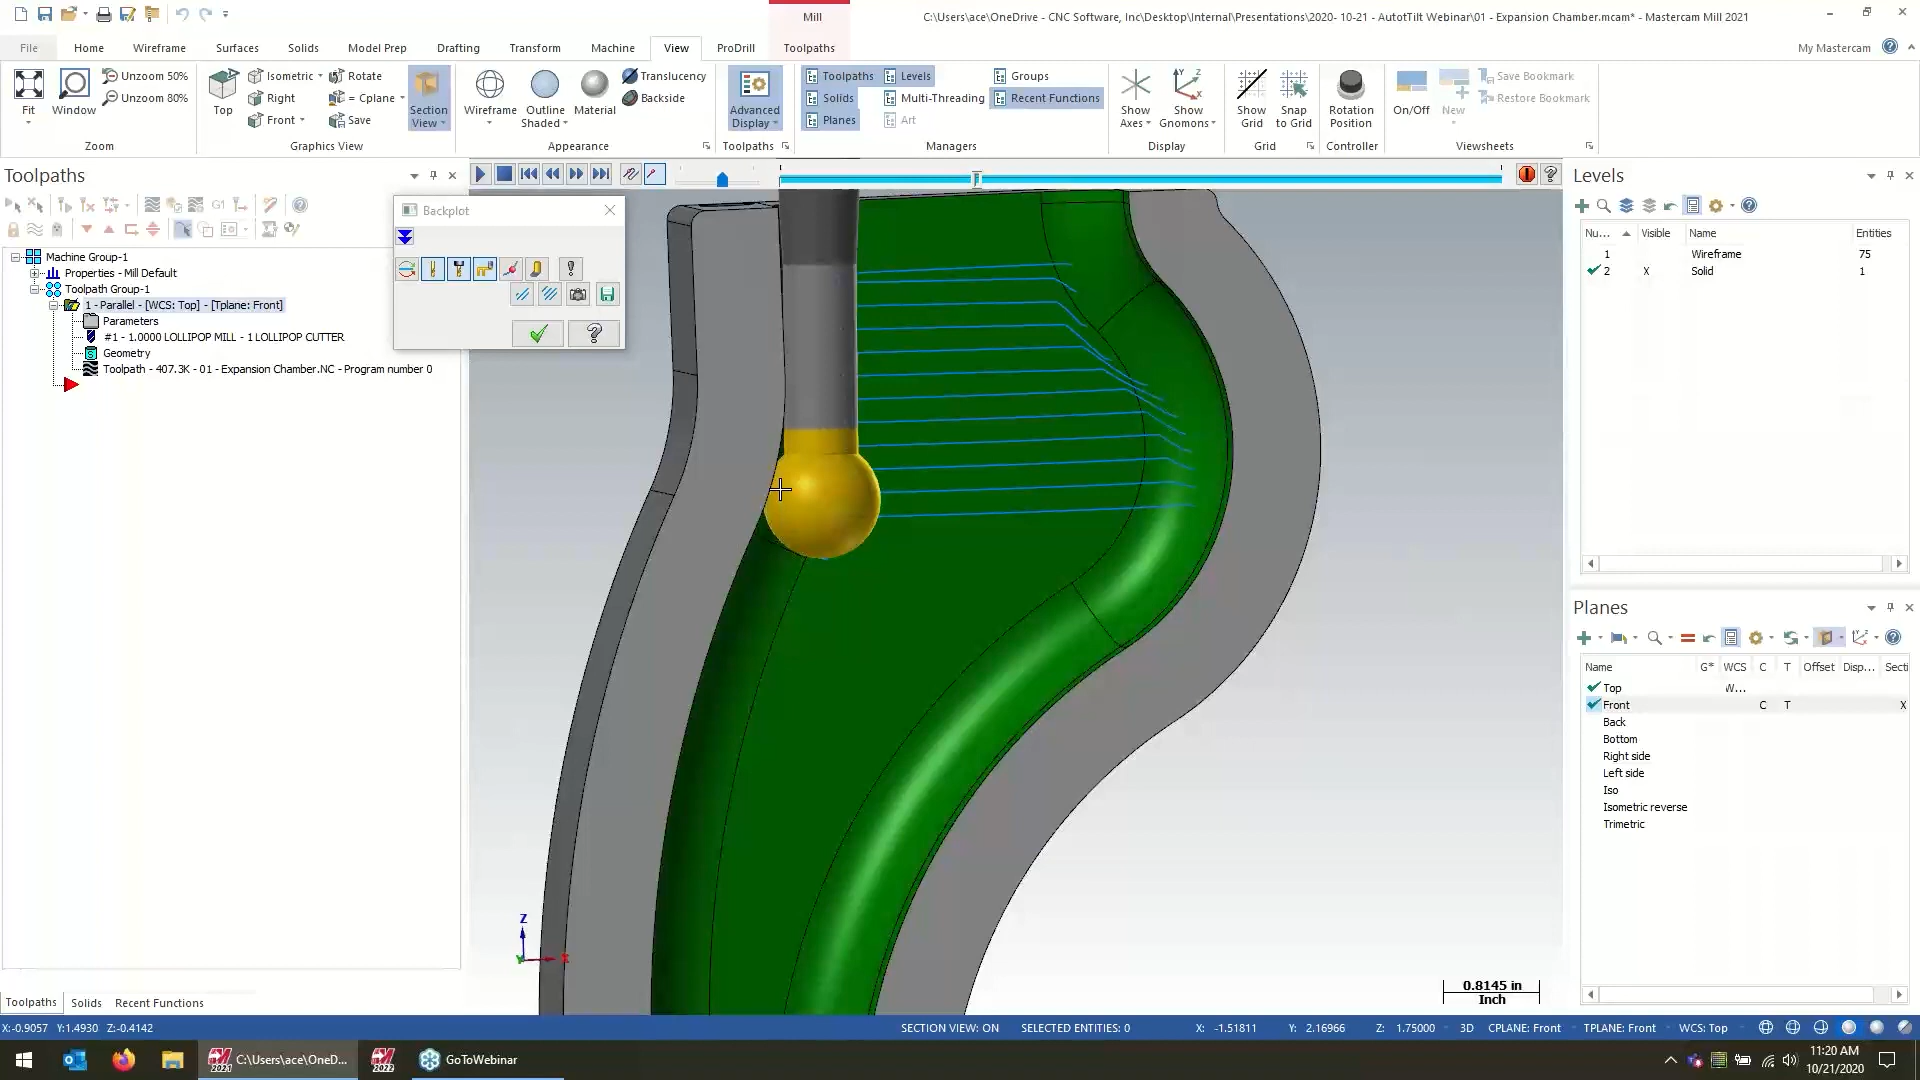 Mill
C:\Users\ace\OneDrive - CNC Software, Inc\Desktop\Internal\Presentations\2020- 10-21 - AutotTilt Webinar\01 - Expansion Chamber.mcam* - Mastercam Mill 2021
File Home Wireframe Surfaces Solids Model Prep Drafting Transform Machine View ProDrill Toolpaths My Mastercam
Fit Window Unzoom 50% Unzoom 80% Zoom
Top Isometric Right Front Rotate = Cplane Save Section View Graphics View
Wireframe Outline Shaded Material Translucency Backside Appearance
Advanced Display Toolpaths
Toolpaths Solids Planes Levels Multi-Threading Art Groups Recent Functions Managers
Show Axes Show Gnomons Display
Show Grid Snap to Grid Grid
Rotation Position Controller
On/Off New Save Bookmark Restore Bookmark Viewsheets
Toolpaths
G1
Machine Group-1
Properties - Mill Default
Toolpath Group-1
1 - Parallel - [WCS: Top] - [Tplane: Front]
Parameters
#1 - 1.0000 LOLLIPOP MILL - 1 LOLLIPOP CUTTER
Geometry
Toolpath - 407.3K - 01 - Expansion Chamber.NC - Program number 0
Backplot
Z
X
Y
0.8145 in
Inch
Levels
Nu... Visible Name Entities
1 Wireframe 75
2 X Solid 1
Planes
Name G* WCS C T Offset Disp... Secti
Top W...
Front C T X
Back
Bottom
Right side
Left side
Iso
Isometric reverse
Trimetric
Toolpaths Solids Recent Functions
X:-0.9057 Y:1.4930 Z:-0.4142 SECTION VIEW: ON SELECTED ENTITIES: 0 X: -1.51811 Y: 2.16966 Z: 1.75000 3D CPLANE: Front TPLANE: Front WCS: Top
2021 C:\Users\ace\OneD... 2022 GoToWebinar
11:20 AM
10/21/2020